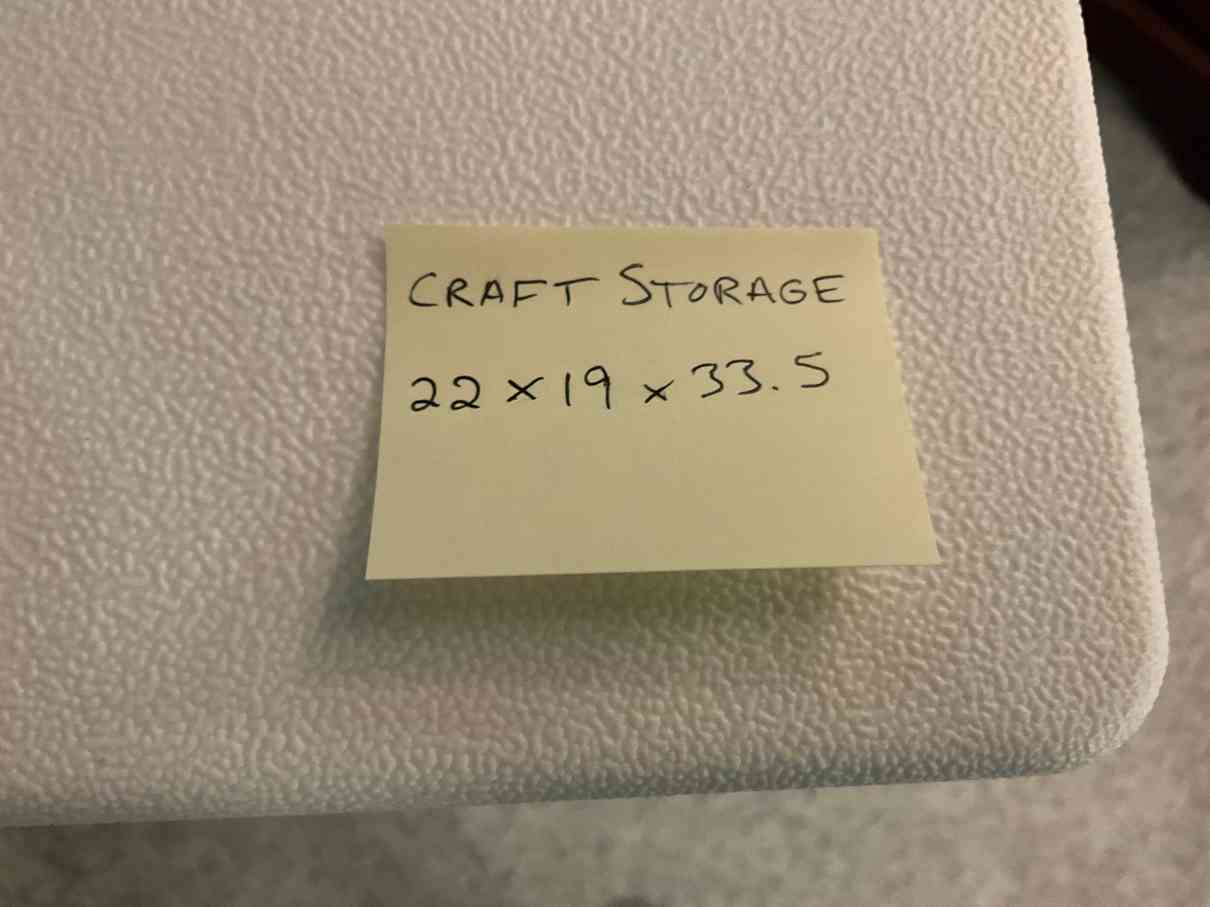 CRAFT STORAGE
22 x 19 x 33.5